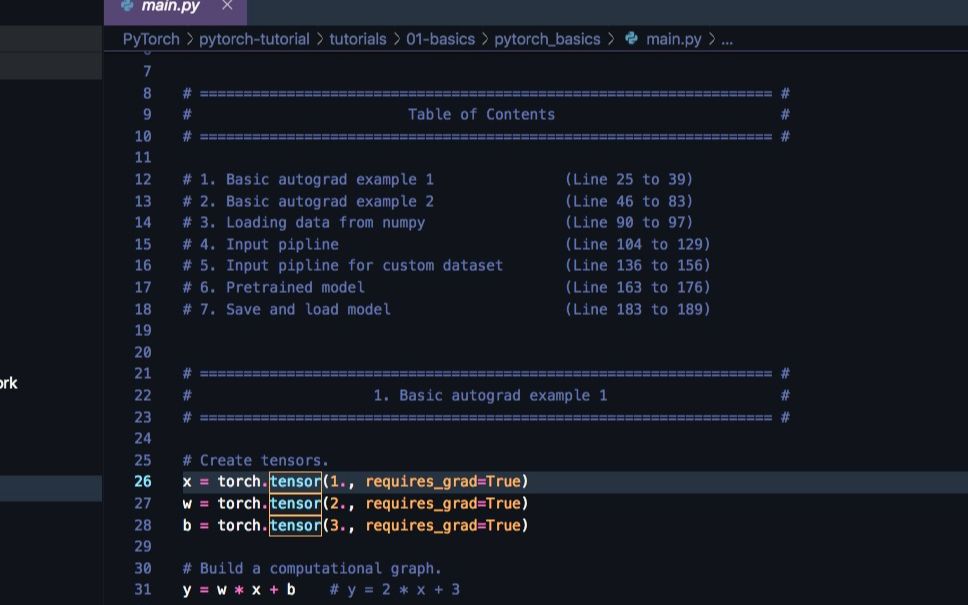 main.py ×
PyTorch > pytorch-tutorial > tutorials > 01-basics > pytorch_basics > main.py > ...
7
8 # ================================================================== #
9 # Table of Contents #
10 # ================================================================== #
11
12 # 1. Basic autograd example 1 (Line 25 to 39)
13 # 2. Basic autograd example 2 (Line 46 to 83)
14 # 3. Loading data from numpy (Line 90 to 97)
15 # 4. Input pipline (Line 104 to 129)
16 # 5. Input pipline for custom dataset (Line 136 to 156)
17 # 6. Pretrained model (Line 163 to 176)
18 # 7. Save and load model (Line 183 to 189)
19
20
21 # ================================================================== #
22 # 1. Basic autograd example 1 #
23 # ================================================================== #
24
ork
25 # Create tensors.
26 x = torch.tensor(1., requires_grad=True)
27 w = torch.tensor(2., requires_grad=True)
28 b = torch.tensor(3., requires_grad=True)
29
30 # Build a computational graph.
31 y = w * x + b # y = 2 * x + 3